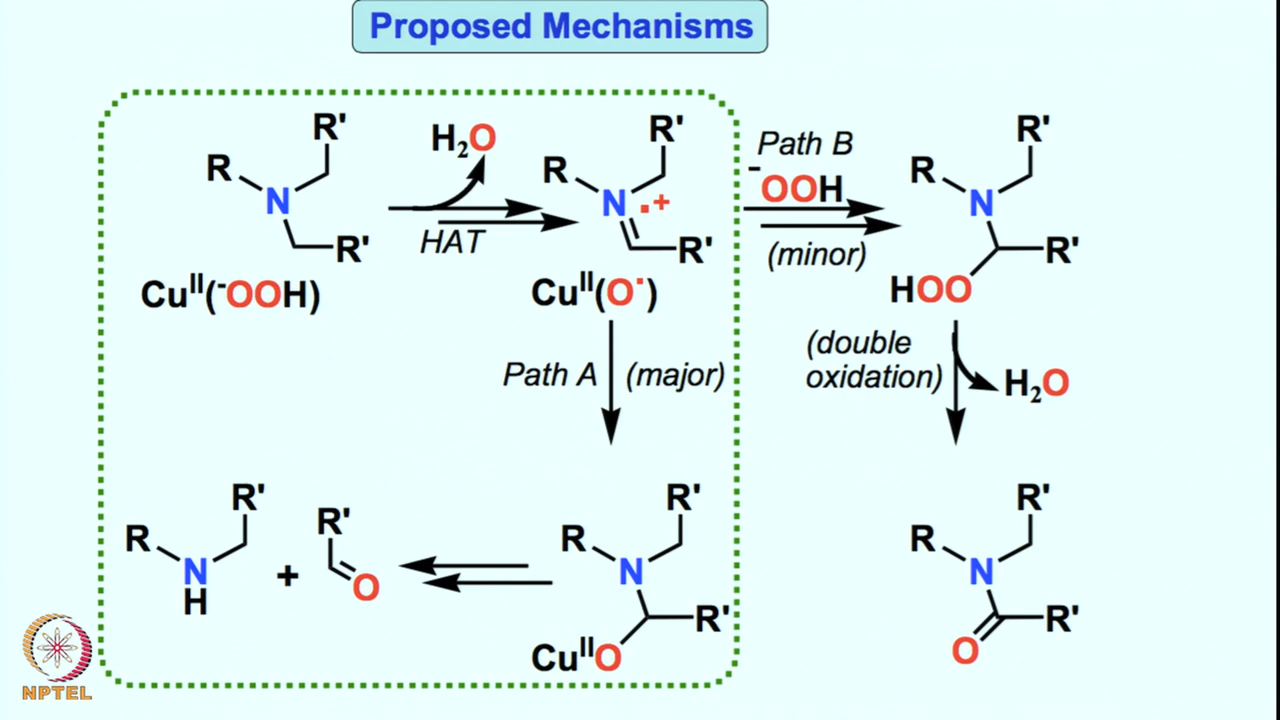 Proposed Mechanisms
R'
R
N
R'
Cu^II(^-OOH)
H₂O
HAT
R'
R
N
.+
R'
Cu^II(O^•)
Path B
^-OOH
(minor)
R'
R
N
R'
HOO
Path A
(major)
(double
oxidation)
H₂O
R'
R
N
H
+
R'
O
R'
R
N
R'
Cu^IIO
R'
R
N
R'
O
NPTEL